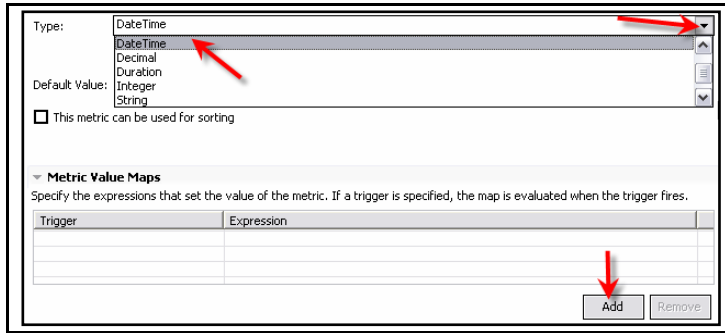 Type: DateTime
DateTime
Decimal
Duration
Default Value: Integer
String
This metric can be used for sorting
Metric Value Maps
Specify the expressions that set the value of the metric. If a trigger is specified, the map is evaluated when the trigger fires.
Trigger Expression
Add Remove